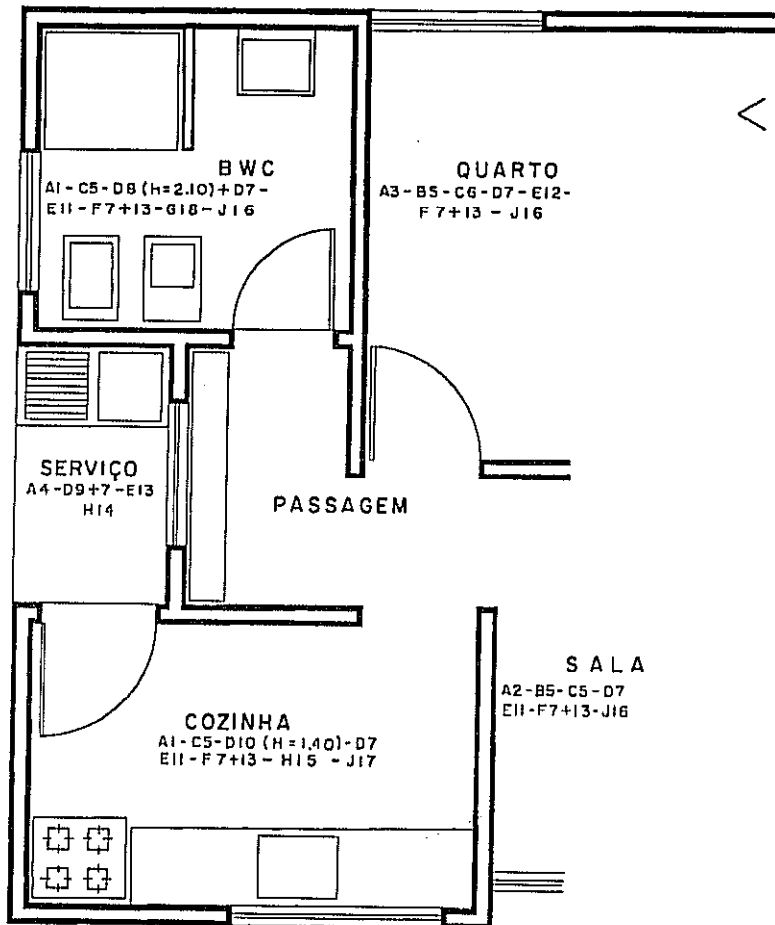 BWC
A1-C5-D8 (h=2.10)+D7-
E11-F7+13-G18-J16
QUARTO
A3-B5-C6-D7-E12-
F7+13-J16
SERVIÇO
A4-D9+7-E13
H14
PASSAGEM
SALA
A2-B5-C5-D7
E11-F7+13-J16
COZINHA
A1-C5-D10 (H=1,40)-D7
E11-F7+13-H15-J17